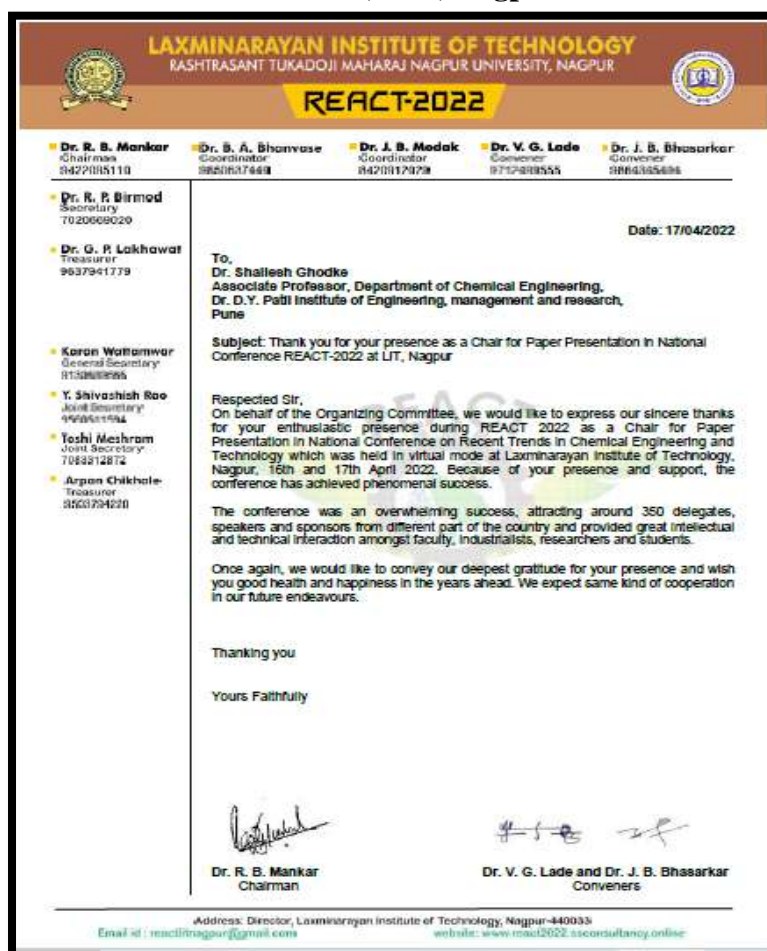 LAXMINARAYAN INSTITUTE OF TECHNOLOGY
RASHTRASANT TUKADOJI MAHARAJ NAGPUR UNIVERSITY, NAGPUR
REACT-2022
Dr. R. B. Mankar
Chairman
9422085110
Dr. B. A. Bhanvase
Coordinator
Dr. J. B. Modak
Coordinator
Dr. V. G. Lade
Convener
Dr. J. B. Bhasarkar
Convener
Dr. R. P. Birmod
Secretary
7020669020
Dr. G. P. Lakhawat
Treasurer
9637941779
Karan Wattamwar
General Secretary
Y. Shivashish Rao
Joint Secretary
Toshi Meshram
Joint Secretary
7083312872
Arpan Chikhale
Treasurer
Date: 17/04/2022
To,
Dr. Shailesh Ghodke
Associate Professor, Department of Chemical Engineering,
Dr. D.Y. Patil Institute of Engineering, management and research,
Pune
Subject: Thank you for your presence as a Chair for Paper Presentation in National
Conference REACT-2022 at LIT, Nagpur
Respected Sir,
On behalf of the Organizing Committee, we would like to express our sincere thanks
for your enthusiastic presence during REACT 2022 as a Chair for Paper
Presentation in National Conference on Recent Trends in Chemical Engineering and
Technology which was held in virtual mode at Laxminarayan Institute of Technology,
Nagpur, 16th and 17th April 2022. Because of your presence and support, the
conference has achieved phenomenal success.
The conference was an overwhelming success, attracting around 350 delegates,
speakers and sponsors from different part of the country and provided great intellectual
and technical interaction amongst faculty, industrialists, researchers and students.
Once again, we would like to convey our deepest gratitude for your presence and wish
you good health and happiness in the years ahead. We expect same kind of cooperation
in our future endeavours.
Thanking you
Yours Faithfully
Dr. R. B. Mankar
Chairman
Dr. V. G. Lade and Dr. J. B. Bhasarkar
Conveners
Address: Director, Laxminarayan Institute of Technology, Nagpur-440033
Email id :
website: